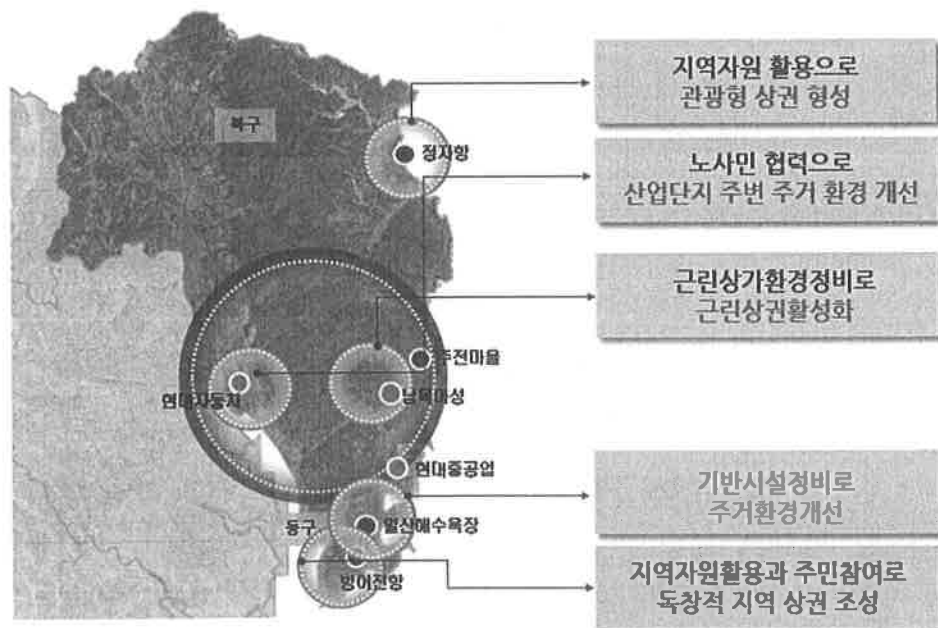 지역자원 활용으로
관광형 상권 형성
북구
정자항
노사민 협력으로
산업단지 주변 주거 환경 개선
근린상가환경정비로
근린상권활성화
주전마을
현대자동차
남목마성
현대중공업
기반시설정비로
주거환경개선
동구
일산해수욕장
방어진항
지역자원활용과 주민참여로
독창적 지역 상권 조성